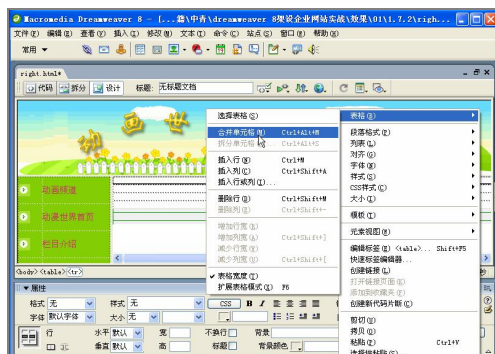 Macromedia Dreamweaver 8 - [...籍\中青\dreamweaver 8架设企业网站实战\效果\01\1.7.2\righ...
文件(F) 编辑(E) 查看(V) 插入(I) 修改(M) 文本(T) 命令(C) 站点(S) 窗口(W) 帮助(H)
常用
right.html*
代码 拆分 设计 标题: 无标题文档
动画世
动画频道
动漫世界首页
栏目介绍
选择表格(S)
合并单元格(M) Ctrl+Alt+M
拆分单元格(P)... Ctrl+Alt+S
插入行(N) Ctrl+M
插入列(C) Ctrl+Shift+A
插入行或列(I)...
删除行(D) Ctrl+Shift+M
删除列(E) Ctrl+Shift+-
增加行宽(R)
增加列宽(A) Ctrl+Shift+]
减少行宽(W)
减少列宽(U) Ctrl+Shift+[
✓ 表格宽度(T)
扩展表格模式(X) F6
表格(B)
段落格式(P)
列表(L)
对齐(G)
字体(N)
样式(S)
CSS样式(C)
大小(I)
模板(T)
元素视图(W)
编辑标签(E) <table>... Shift+F5
快速标签编辑器...
创建链接(L)
打开链接页面(K)
添加到收藏夹(F)
创建新代码片断(C)
剪切(U)
拷贝(O)
粘贴(P) Ctrl+V
选择性粘贴(S)...
<body><table><tr>
属性
格式 无 样式 无 CSS B I
字体 默认字体 大小 无
行 水平 默认 宽 不换行 背景
垂直 默认 高 标题 背景颜色